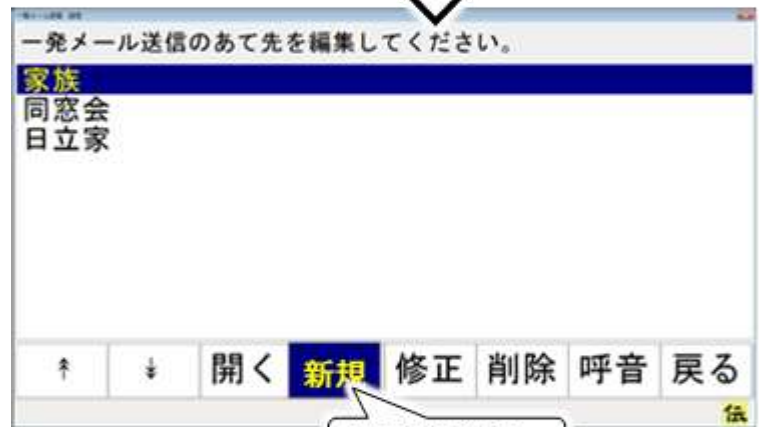 一発メール送信のあて先を編集してください。
家族
同窓会
日立家
↟ ↡ 開く 新規 修正 削除 呼音 戻る
伝